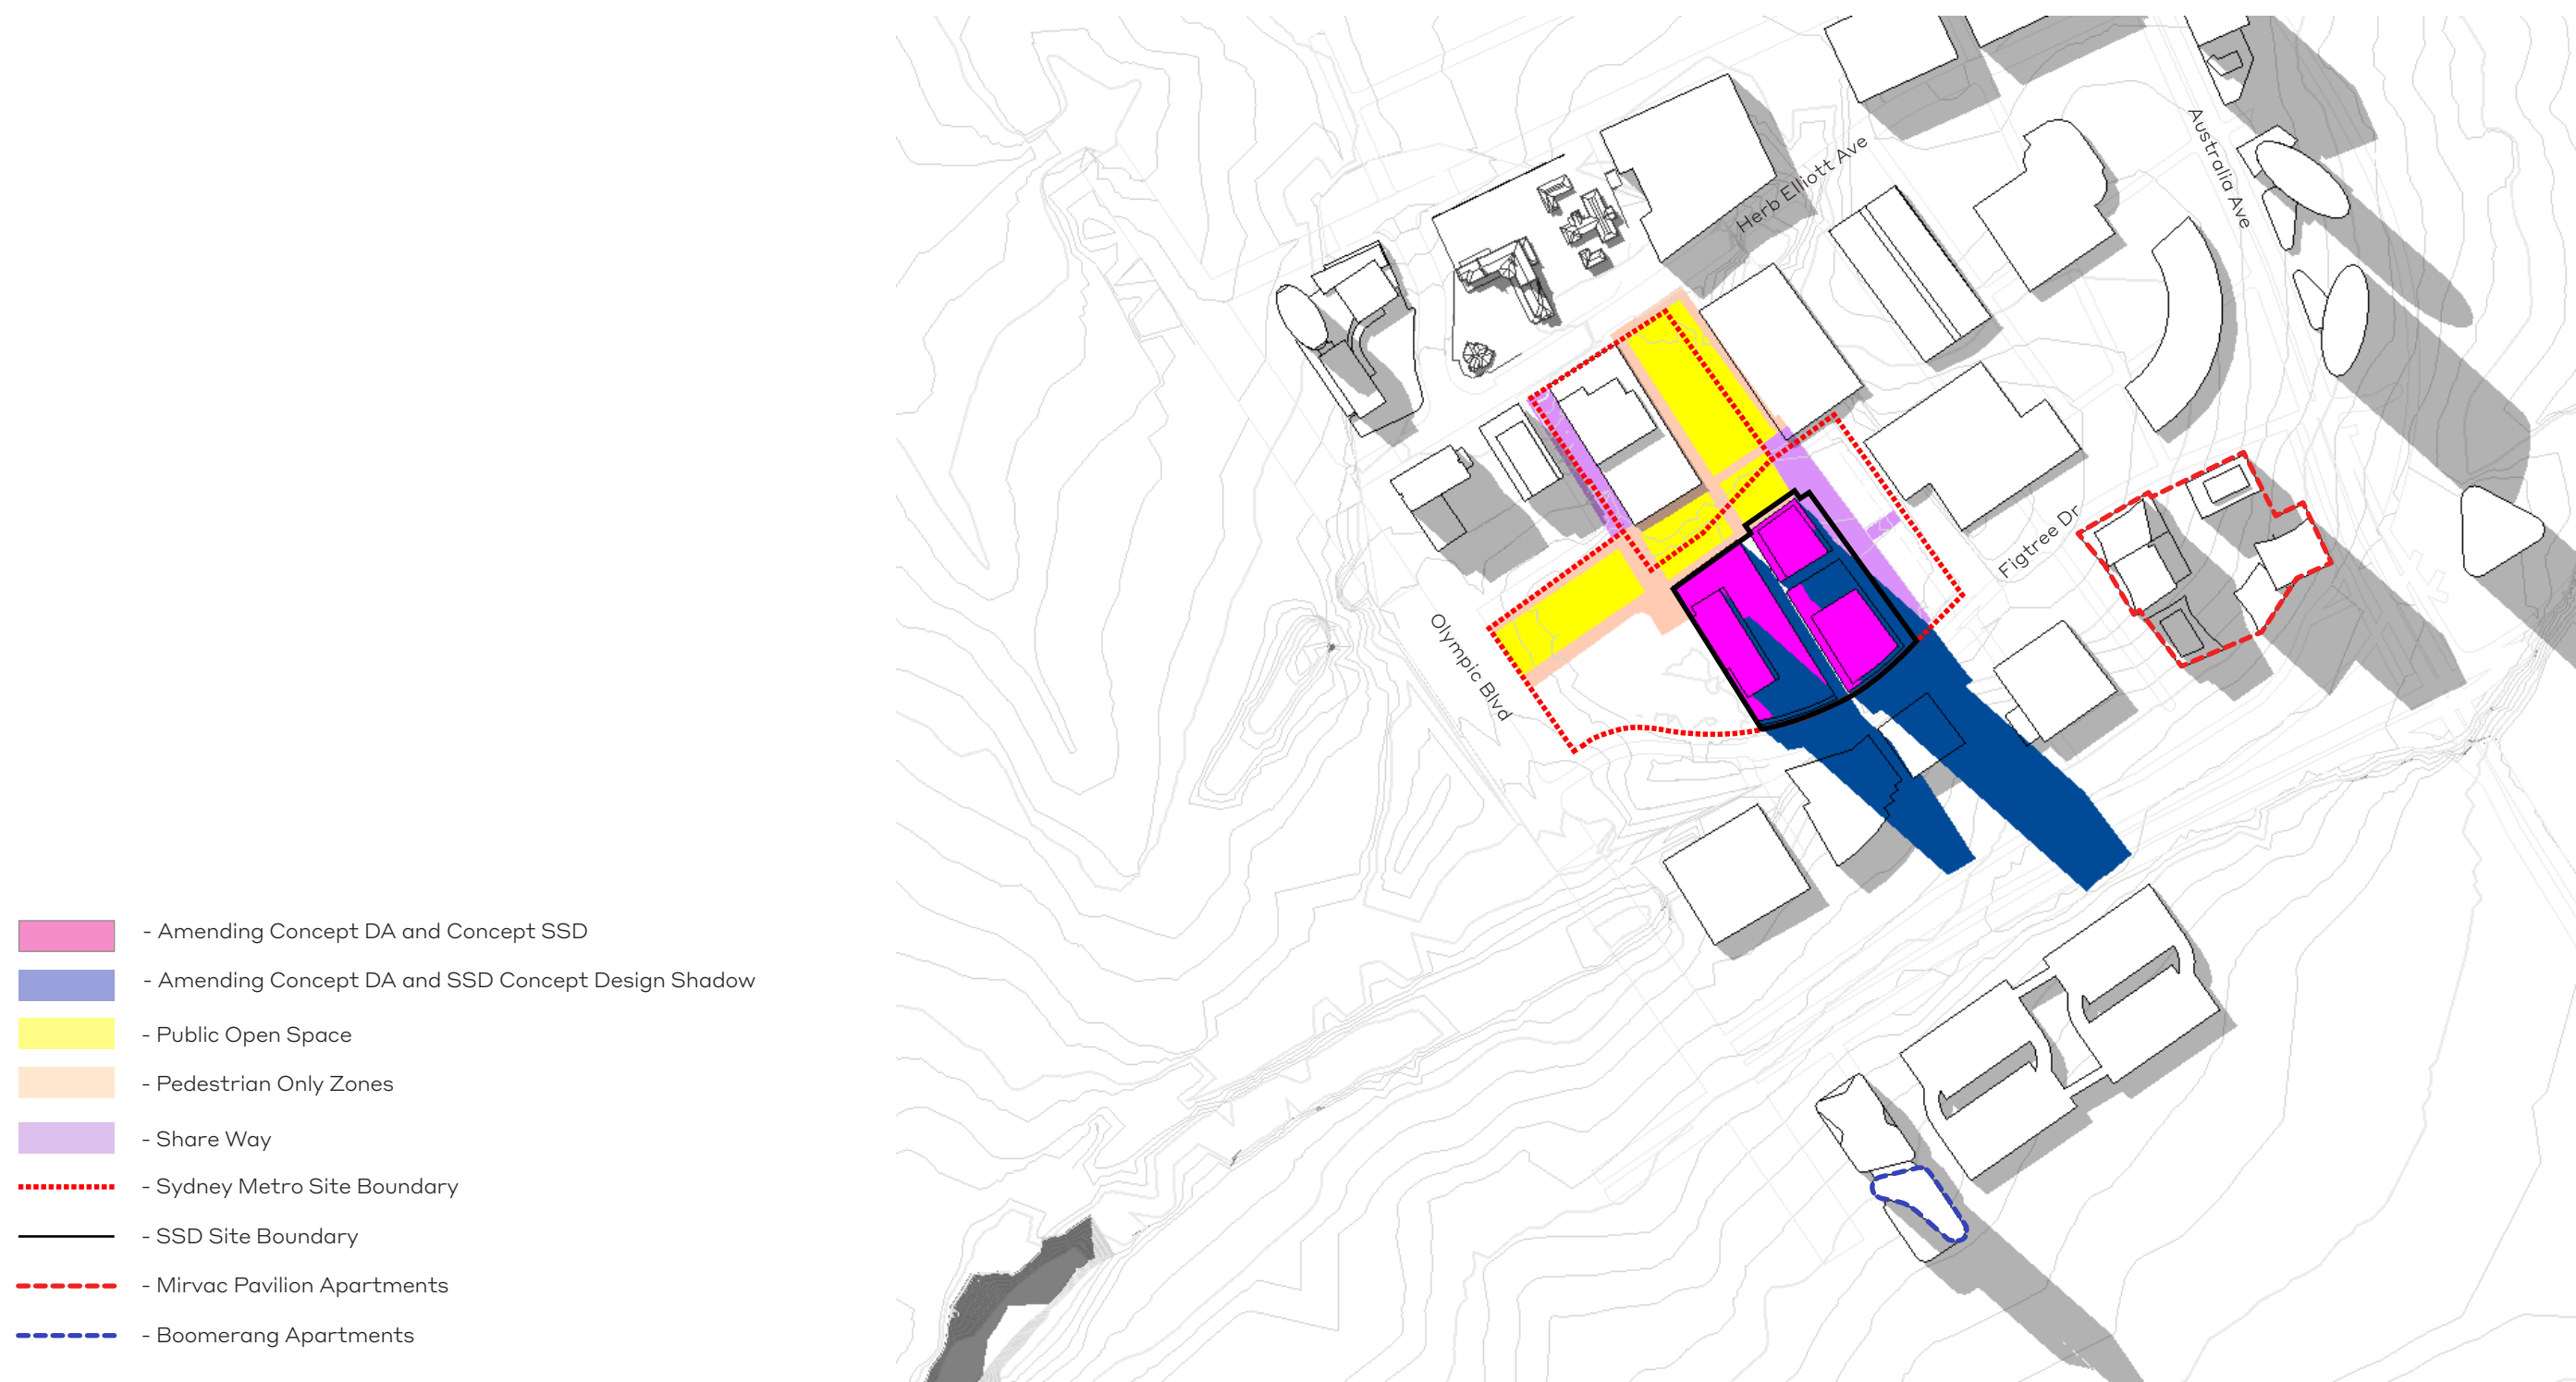 Herb Elliott Ave
Australia Ave
Figtree Dr
Olympic Blvd
- Amending Concept DA and Concept SSD
- Amending Concept DA and SSD Concept Design Shadow
- Public Open Space
- Pedestrian Only Zones
- Share Way
- Sydney Metro Site Boundary
- SSD Site Boundary
- Mirvac Pavilion Apartments
- Boomerang Apartments